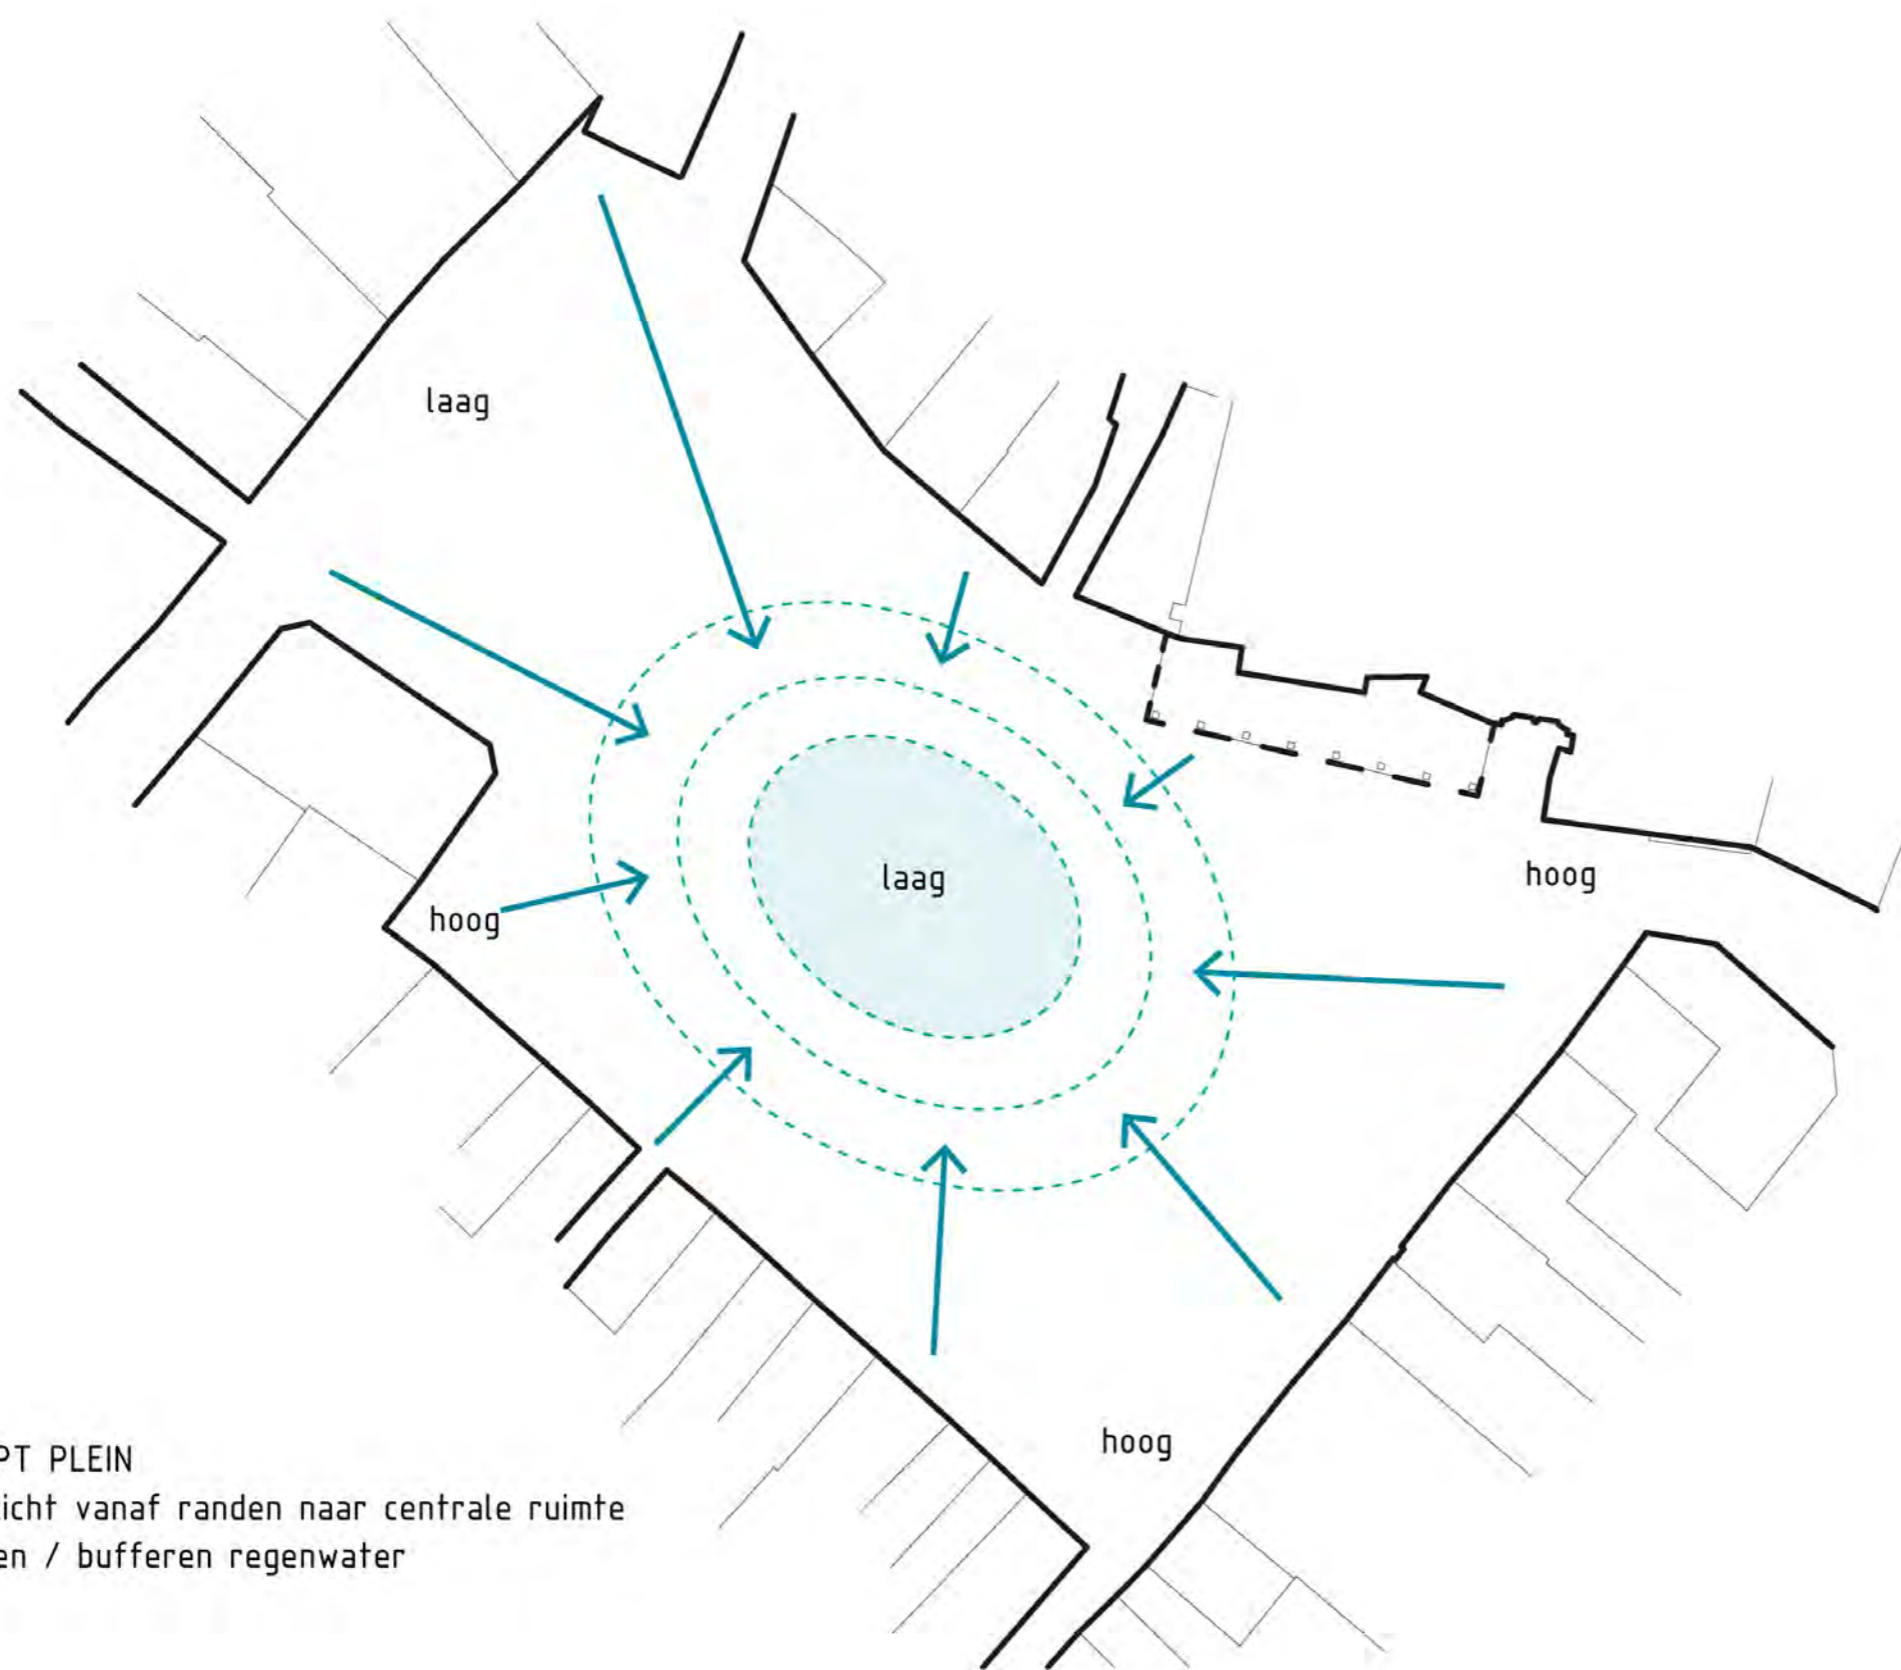 laag
laag
hoog
hoog
hoog
PT PLEIN
icht vanaf randen naar centrale ruimte
en / bufferen regenwater